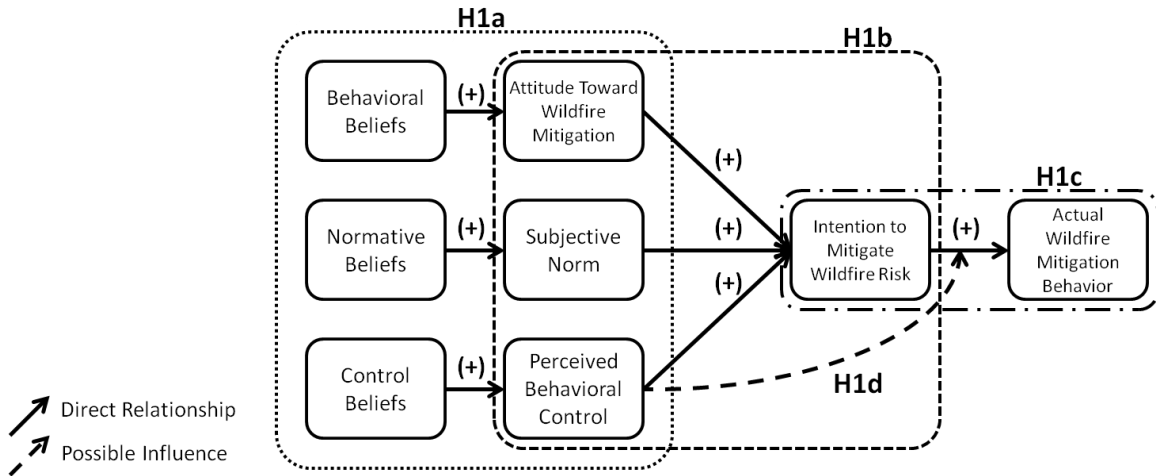 H1a
H1b
Behavioral
Beliefs
(+)
Attitude Toward
Wildfire
Mitigation
(+)
H1c
Normative
Beliefs
(+)
Subjective
Norm
(+)
Intention to
Mitigate
Wildfire Risk
(+)
Actual
Wildfire
Mitigation
Behavior
(+)
Control
Beliefs
(+)
Perceived
Behavioral
Control
H1d
Direct Relationship
Possible Influence